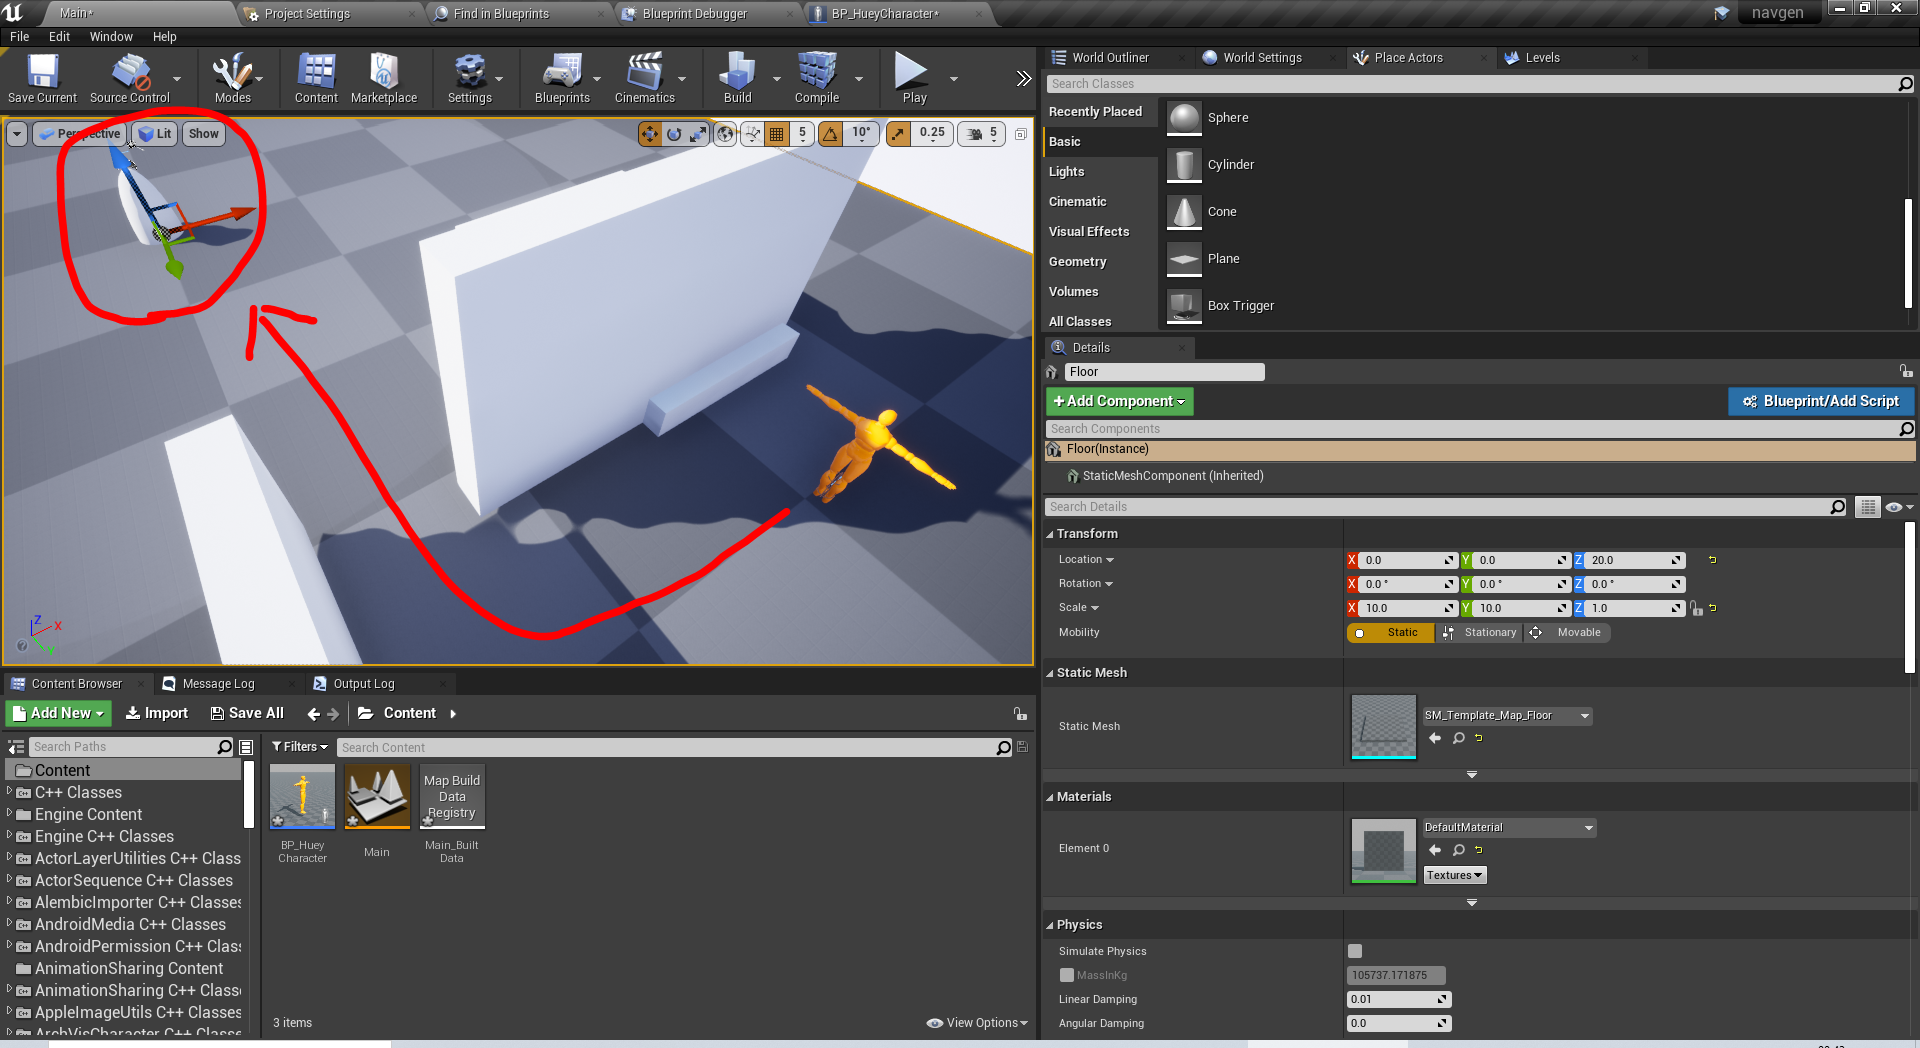 Main*
Project Settings
Find in Blueprints
Blueprint Debugger
BP_HueyCharacter*
navgen
File Edit Window Help
Save Current
Source Control
Modes
Content
Marketplace
Settings
Blueprints
Cinematics
Build
Compile
Play
Perspective
Lit
Show
5
10°
0.25
5
Z
X
Y
World Outliner
World Settings
Place Actors
Levels
Search Classes
Recently Placed
Basic
Lights
Cinematic
Visual Effects
Geometry
Volumes
All Classes
Sphere
Cylinder
Cone
Plane
Box Trigger
Details
Floor
+Add Component
Blueprint/Add Script
Search Components
Floor(Instance)
StaticMeshComponent (Inherited)
Search Details
Transform
Location X 0.0 Y 0.0 Z 20.0
Rotation X 0.0 ° Y 0.0 ° Z 0.0 °
Scale X 10.0 Y 10.0 Z 1.0
Mobility Static Stationary Movable
Static Mesh
Static Mesh
SM_Template_Map_Floor
Materials
Element 0
DefaultMaterial
Textures
Physics
Simulate Physics
MassInKg 105737.171875
Linear Damping 0.01
Angular Damping 0.0
Content Browser
Message Log
Output Log
Add New
Import
Save All
Content
Search Paths
Filters
Search Content
Content
C++ Classes
Engine Content
Engine C++ Classes
ActorLayerUtilities C++ Class
ActorSequence C++ Classes
AlembicImporter C++ Classes
AndroidMedia C++ Classes
AndroidPermission C++ Class
AnimationSharing Content
AnimationSharing C++ Classe
AppleImageUtils C++ Classes
ArchVisCharacter C++ Classe
BP_Huey
Character
Main
Map Build
Data
Registry
Main_Built
Data
3 items
View Options